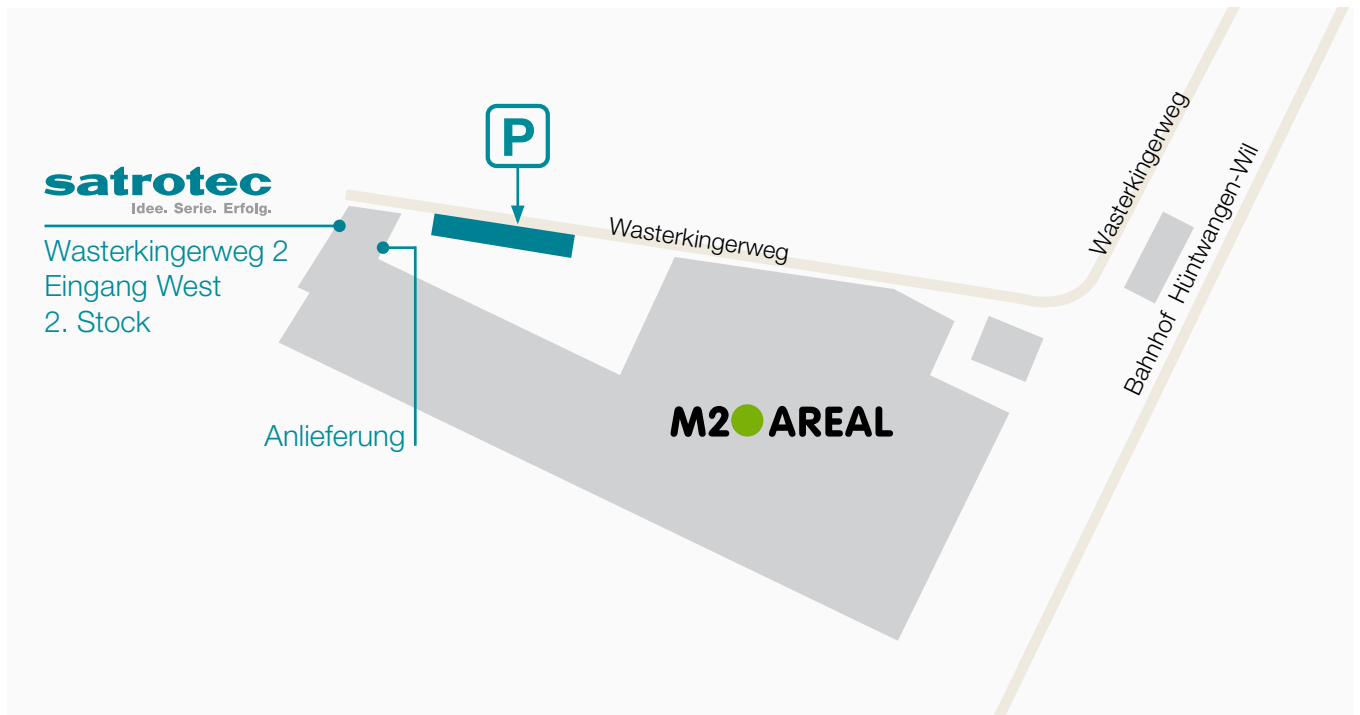 P
satrotec
Idee. Serie. Erfolg.
Wasterkingerweg 2
Eingang West
2. Stock
Anlieferung
Wasterkingerweg
M2 AREAL
Wasterkingerweg
Bahnhof Hüntwangen-Wil